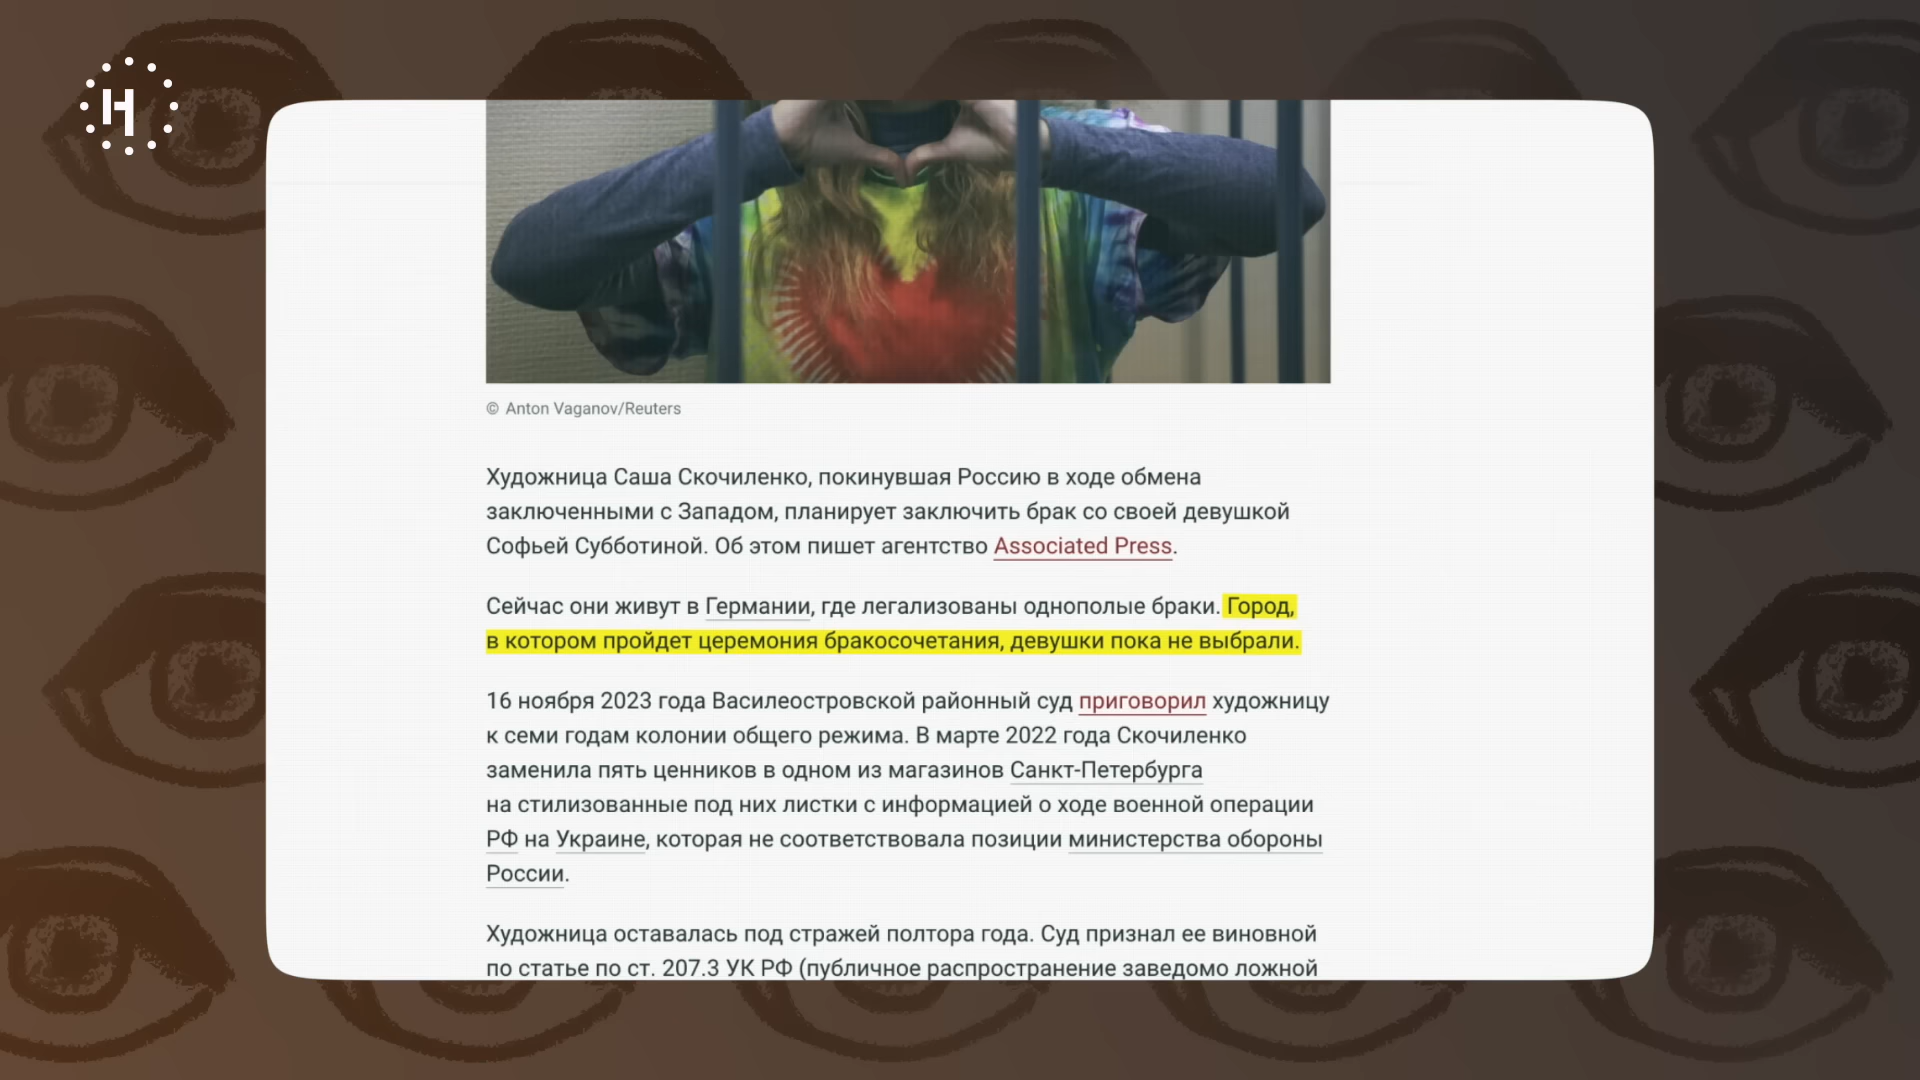 H
© Anton Vaganov/Reuters
Художница Саша Скочиленко, покинувшая Россию в ходе обмена
заключенными с Западом, планирует заключить брак со своей девушкой
Софьей Субботиной. Об этом пишет агентство Associated Press.
Сейчас они живут в Германии, где легализованы однополые браки. Город,
в котором пройдет церемония бракосочетания, девушки пока не выбрали.
16 ноября 2023 года Василеостровский районный суд приговорил художницу
к семи годам колонии общего режима. В марте 2022 года Скочиленко
заменила пять ценников в одном из магазинов Санкт-Петербурга
на стилизованные под них листки с информацией о ходе военной операции
РФ на Украине, которая не соответствовала позиции министерства обороны
России.
Художница оставалась под стражей полтора года. Суд признал ее виновной
по статье по ст. 207.3 УК РФ (публичное распространение заведомо ложной